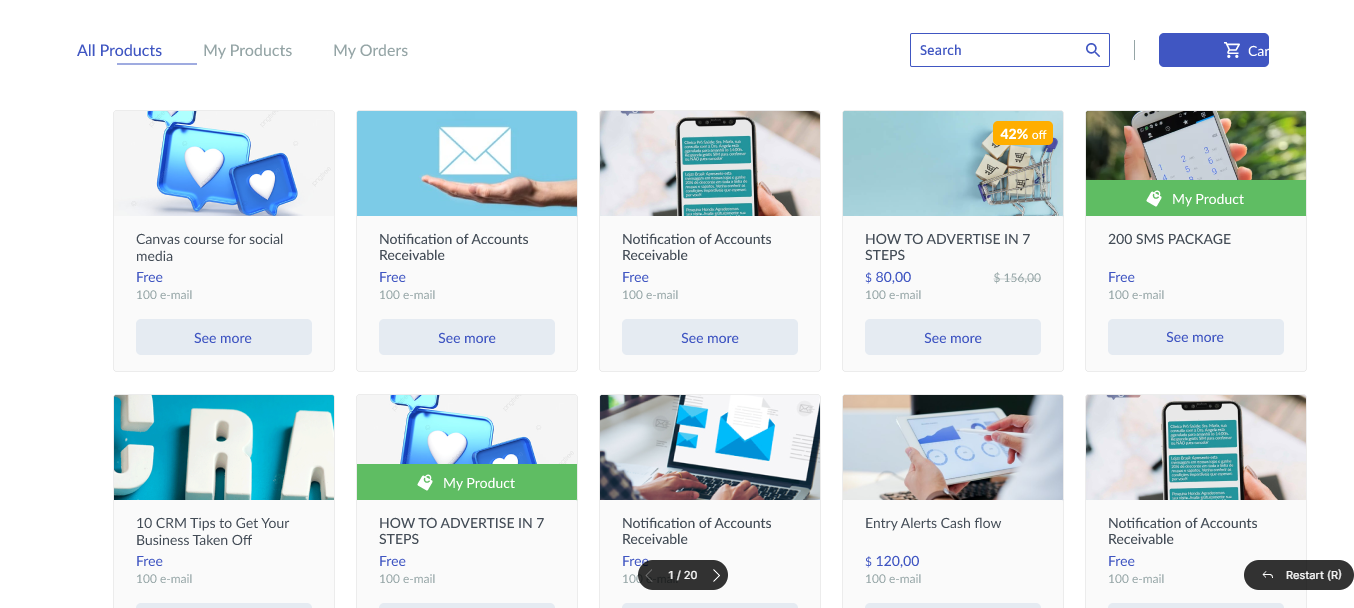 All Products
My Products
My Orders
Search
Car
42% off
My Product
Canvas course for social
media
Free
100 e-mail
See more
Notification of Accounts
Receivable
Free
100 e-mail
See more
Notification of Accounts
Receivable
Free
100 e-mail
See more
HOW TO ADVERTISE IN 7
STEPS
$ 80,00
$ 156,00
100 e-mail
See more
200 SMS PACKAGE
Free
100 e-mail
See more
My Product
10 CRM Tips to Get Your
Business Taken Off
Free
100 e-mail
HOW TO ADVERTISE IN 7
STEPS
Free
100 e-mail
Notification of Accounts
Receivable
Free
Entry Alerts Cash flow
$ 120,00
100 e-mail
Notification of Accounts
Receivable
Free
100 e-mail
1 / 20
Restart (R)